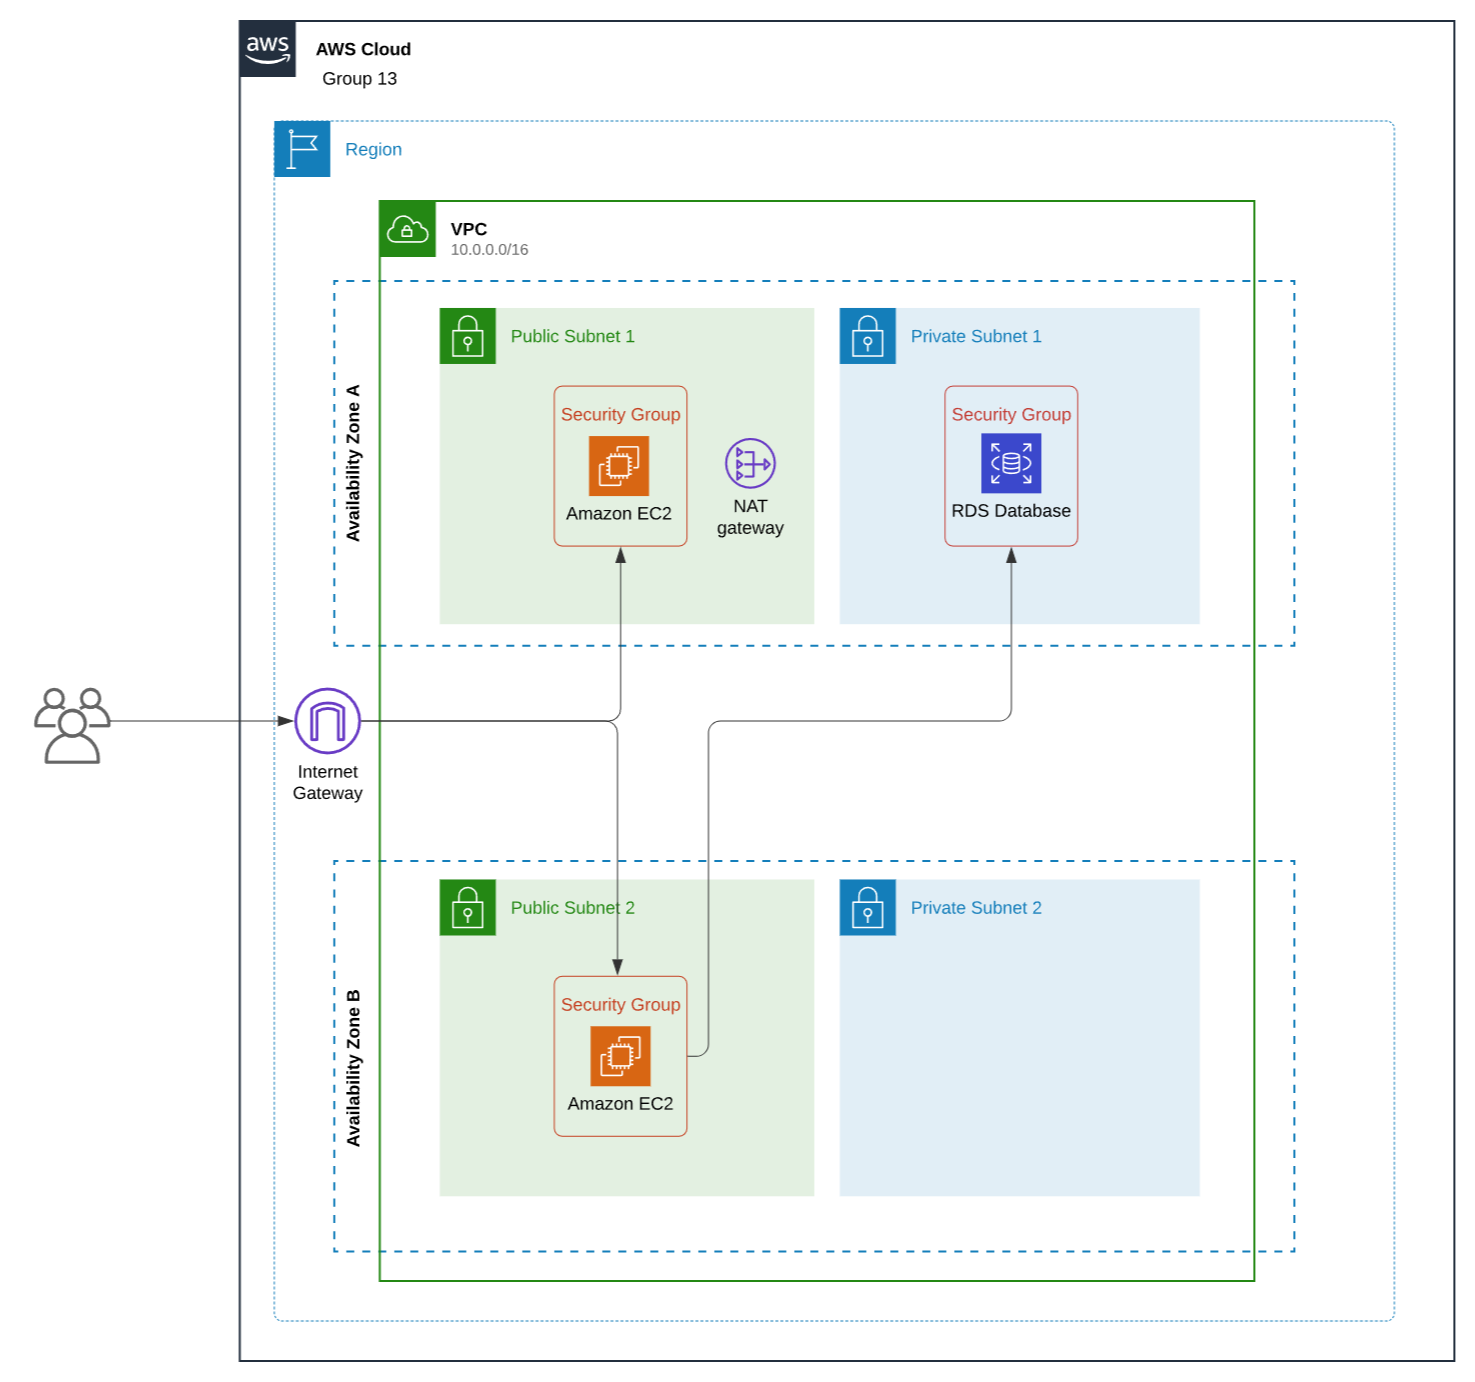 aws
AWS Cloud
Group 13
Region
VPC
10.0.0.0/16
Availability Zone A
Public Subnet 1
Security Group
Amazon EC2
NAT
gateway
Private Subnet 1
Security Group
RDS Database
Internet
Gateway
Availability Zone B
Public Subnet 2
Security Group
Amazon EC2
Private Subnet 2